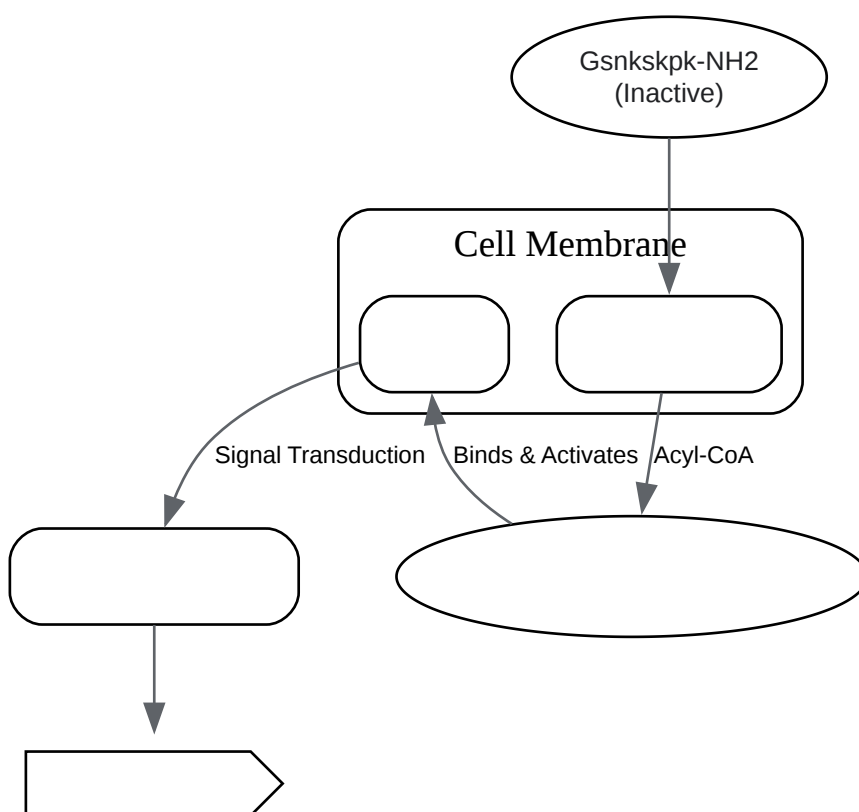 Gsnkskpk-NH2
(Inactive)
Cell Membrane
Signal Transduction
Binds & Activates
Acyl-CoA